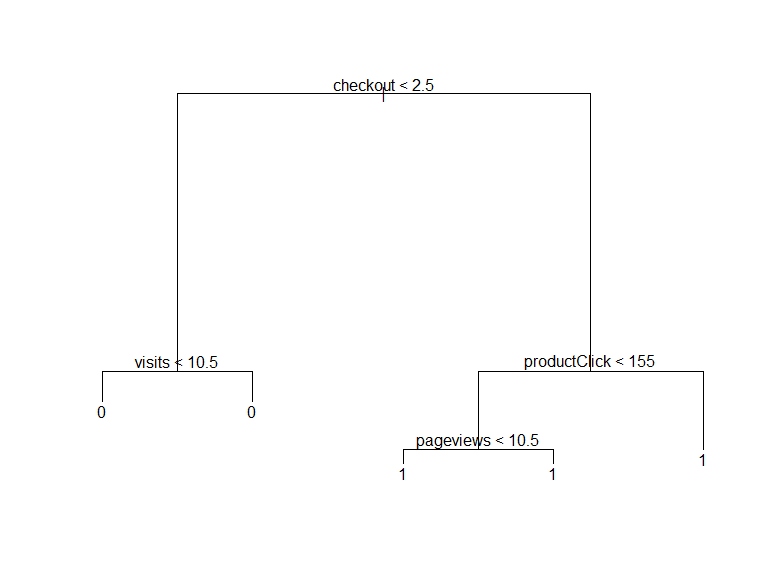 checkout < 2.5
visits < 10.5
productClick < 155
0
0
pageviews < 10.5
1
1
1